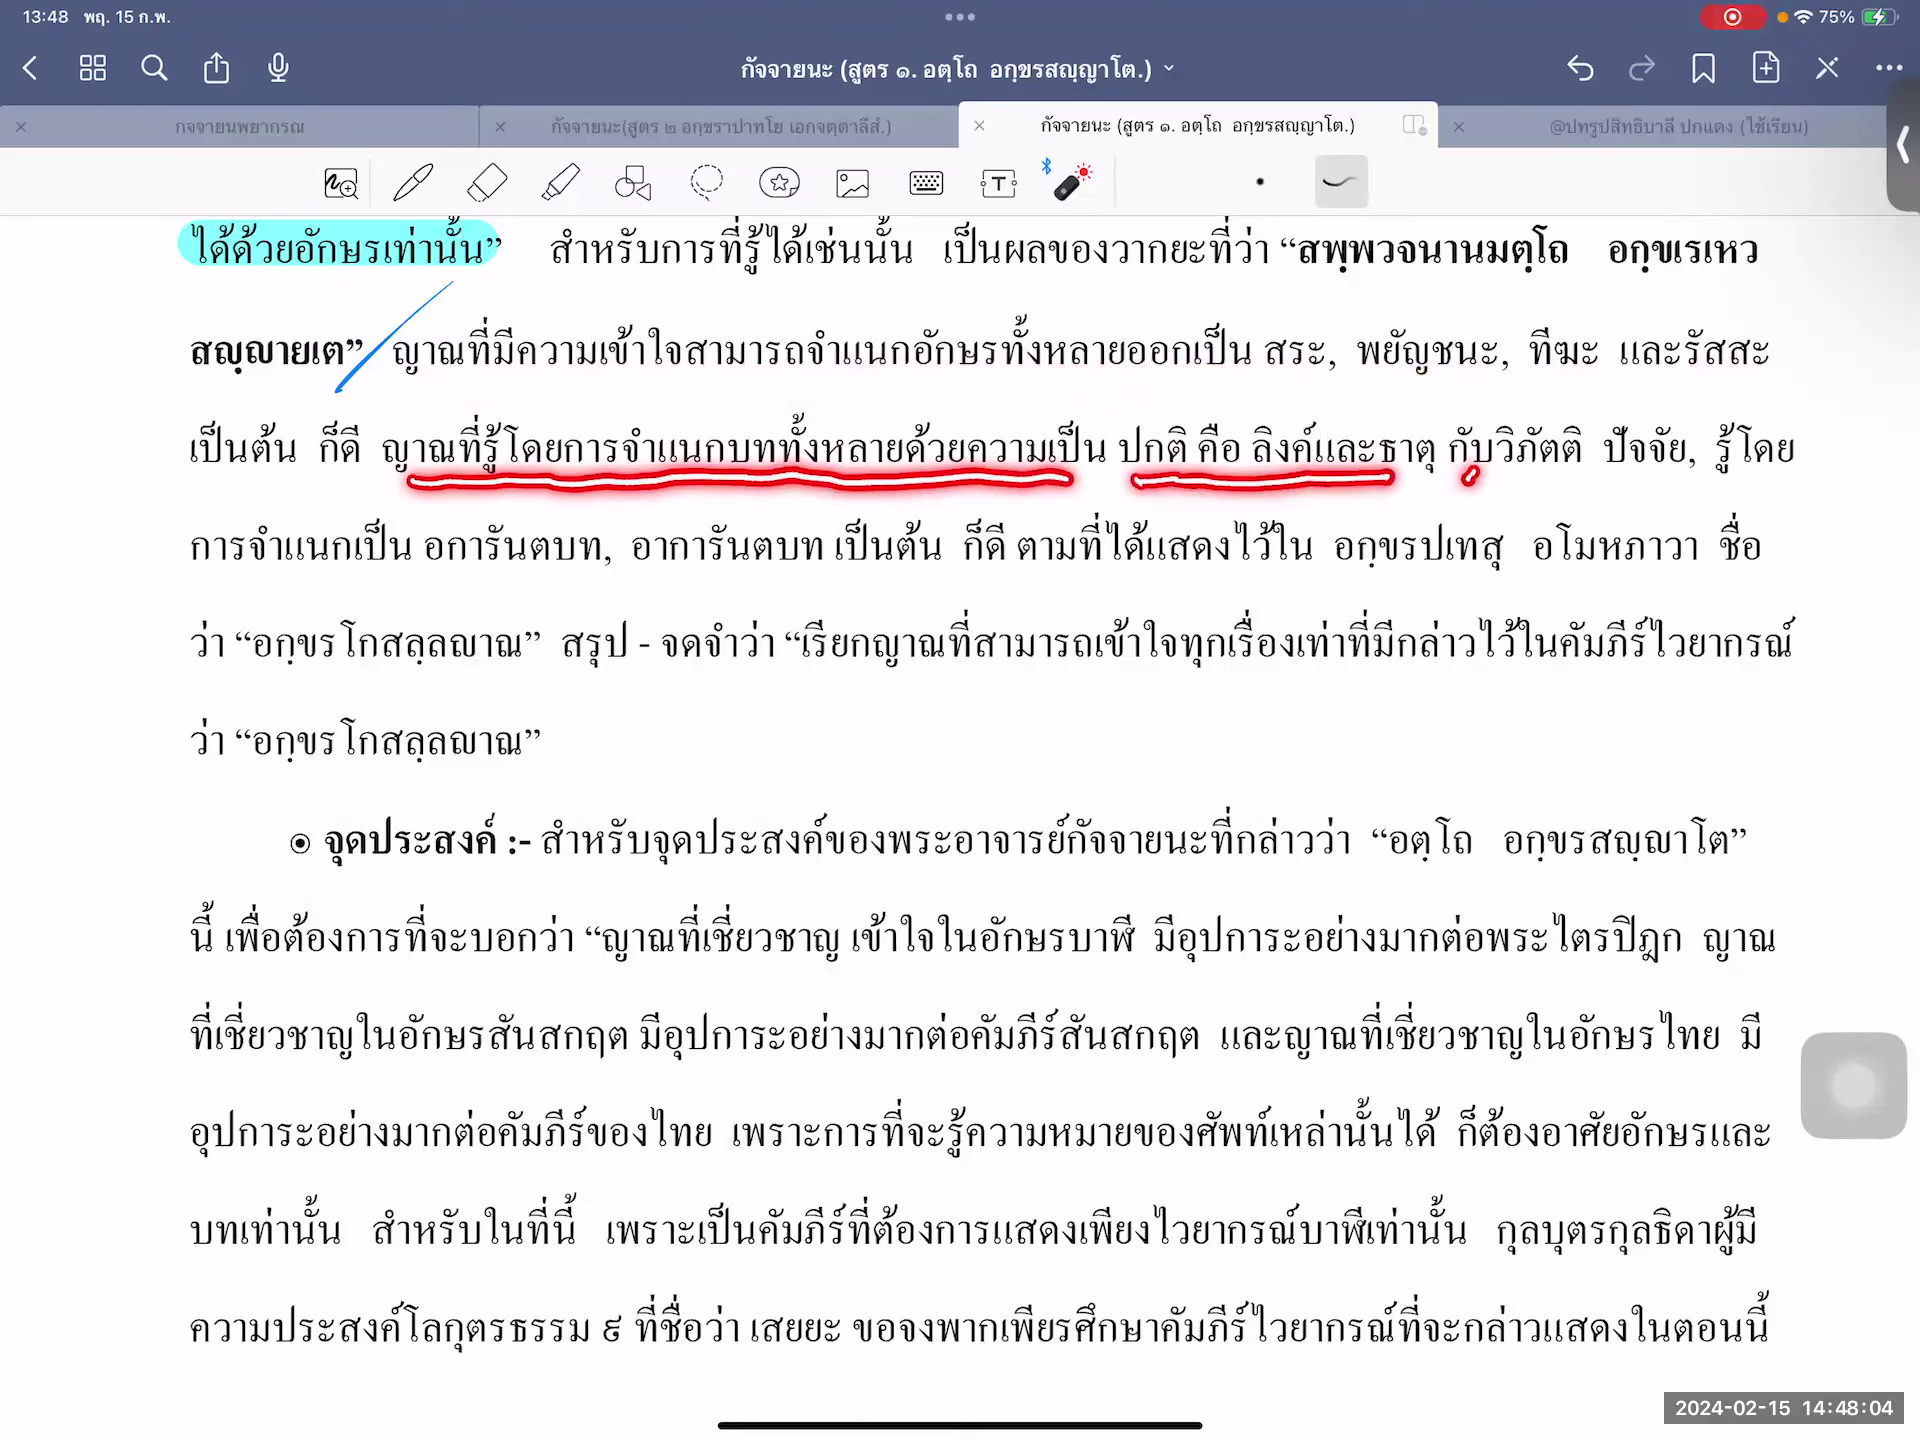 13:48 พฤ. 15 ก.พ.
75%
กัจจายนะ (สูตร ๑. อตฺโถ อกฺขรสญฺญาโต.)
กจจายนพยากรณ
กัจจายนะ(สูตร ๒ อกฺขราปาทโย เอกจตฺตาลีสํ.)
กัจจายนะ (สูตร ๑. อตฺโถ อกฺขรสญฺญาโต.)
@ปทรูปสิทธิบาลี ปกแดง (ใช้เรียน)
ได้ด้วยอักษรเท่านั้น” สำหรับการที่รู้ได้เช่นนั้น เป็นผลของวากยะที่ว่า “สพฺพวจนานมตฺโถ อกฺขเรเหว
สญฺญายเต” ญาณที่มีความเข้าใจสามารถจำแนกอักษรทั้งหลายออกเป็น สระ, พยัญชนะ, ทีฆะ และรัสสะ
เป็นต้น ก็ดี ญาณที่รู้โดยการจำแนกบททั้งหลายด้วยความเป็น ปกติ คือ ลิงค์และธาตุ กับวิภัตติ ปัจจัย, รู้โดย
การจำแนกเป็น อการันตบท, อาการันตบท เป็นต้น ก็ดี ตามที่ได้แสดงไว้ใน อกฺขรปเทสุ อโมหภาวา ชื่อ
ว่า “อกฺขรโกสลฺลญาณ” สรุป - จดจำว่า “เรียกญาณที่สามารถเข้าใจทุกเรื่องเท่าที่มีกล่าวไว้ในคัมภีร์ไวยากรณ์
ว่า “อกฺขรโกสลฺลญาณ”
๏ จุดประสงค์ :- สำหรับจุดประสงค์ของพระอาจารย์กัจจายนะที่กล่าวว่า “อตฺโถ อกฺขรสญฺญาโต”
นี้ เพื่อต้องการที่จะบอกว่า “ญาณที่เชี่ยวชาญ เข้าใจในอักษรบาฬี มีอุปการะอย่างมากต่อพระไตรปิฎก ญาณ
ที่เชี่ยวชาญในอักษรสันสกฤต มีอุปการะอย่างมากต่อคัมภีร์สันสกฤต และญาณที่เชี่ยวชาญในอักษรไทย มี
อุปการะอย่างมากต่อคัมภีร์ของไทย เพราะการที่จะรู้ความหมายของศัพท์เหล่านั้นได้ ก็ต้องอาศัยอักษรและ
บทเท่านั้น สำหรับในที่นี้ เพราะเป็นคัมภีร์ที่ต้องการแสดงเพียงไวยากรณ์บาฬีเท่านั้น กุลบุตรกุลธิดาผู้มี
ความประสงค์โลกุตรธรรม ๙ ที่ชื่อว่า เสยยะ ขอจงพากเพียรศึกษาคัมภีร์ไวยากรณ์ที่จะกล่าวแสดงในตอนนี้
2024-02-15 14:48:04